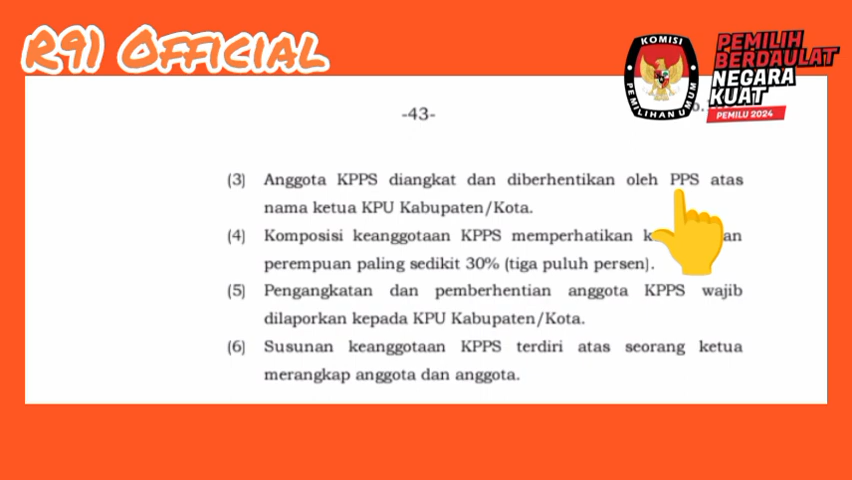 R91 Official
KOMISI
PEMILIHAN UMUM
PEMILIH
BERDAULAT
NEGARA
KUAT
PEMILU 2024
-43-
(3) Anggota KPPS diangkat dan diberhentikan oleh PPS atas
nama ketua KPU Kabupaten/Kota.
(4) Komposisi keanggotaan KPPS memperhatikan
perempuan paling sedikit 30% (tiga puluh persen).
(5) Pengangkatan dan pemberhentian anggota KPPS wajib
dilaporkan kepada KPU Kabupaten/Kota.
(6) Susunan keanggotaan KPPS terdiri atas seorang ketua
merangkap anggota dan anggota.